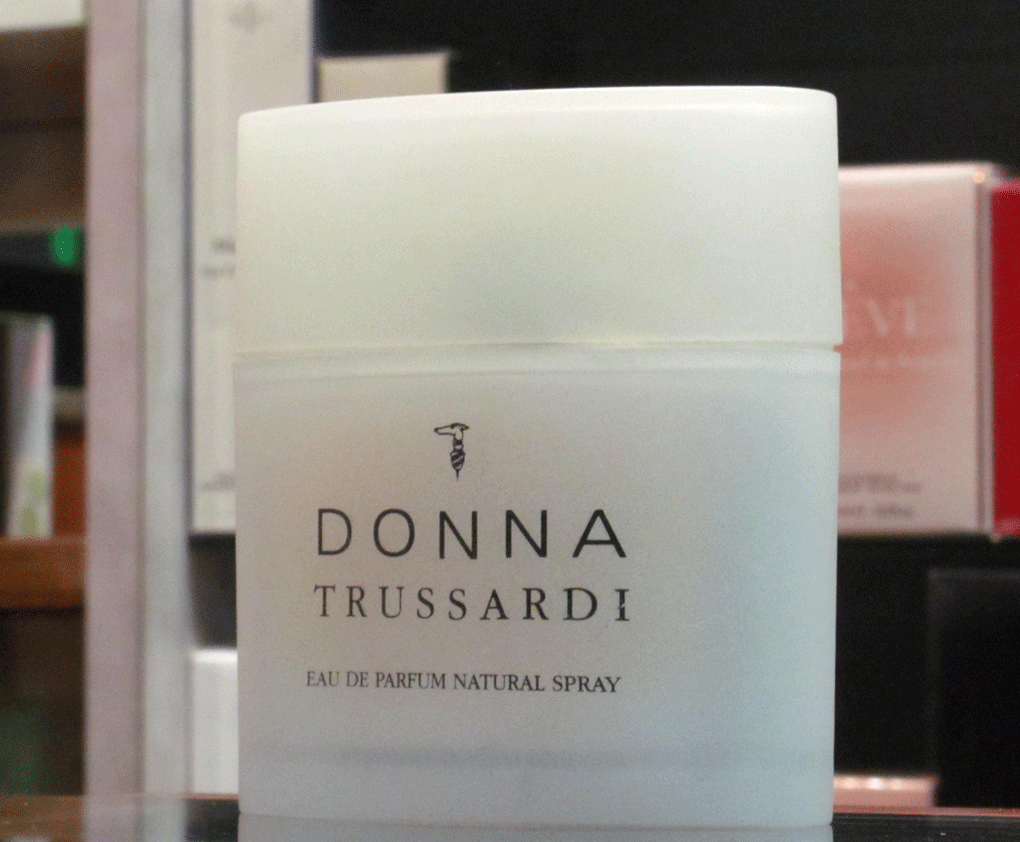 DONNA
TRUSSARDI
EAU DE PARFUM NATURAL SPRAY